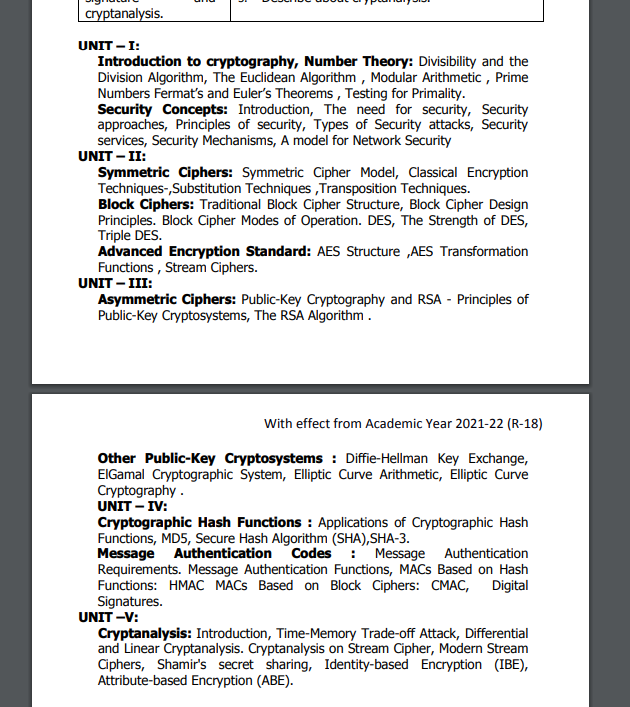 cryptanalysis.
UNIT – I:
Introduction to cryptography, Number Theory: Divisibility and the
Division Algorithm, The Euclidean Algorithm , Modular Arithmetic , Prime
Numbers Fermat’s and Euler’s Theorems , Testing for Primality.
Security Concepts: Introduction, The need for security, Security
approaches, Principles of security, Types of Security attacks, Security
services, Security Mechanisms, A model for Network Security
UNIT – II:
Symmetric Ciphers: Symmetric Cipher Model, Classical Encryption
Techniques-,Substitution Techniques ,Transposition Techniques.
Block Ciphers: Traditional Block Cipher Structure, Block Cipher Design
Principles. Block Cipher Modes of Operation. DES, The Strength of DES,
Triple DES.
Advanced Encryption Standard: AES Structure ,AES Transformation
Functions , Stream Ciphers.
UNIT – III:
Asymmetric Ciphers: Public-Key Cryptography and RSA - Principles of
Public-Key Cryptosystems, The RSA Algorithm .
With effect from Academic Year 2021-22 (R-18)
Other Public-Key Cryptosystems : Diffie-Hellman Key Exchange,
ElGamal Cryptographic System, Elliptic Curve Arithmetic, Elliptic Curve
Cryptography .
UNIT – IV:
Cryptographic Hash Functions : Applications of Cryptographic Hash
Functions, MD5, Secure Hash Algorithm (SHA),SHA-3.
Message Authentication Codes : Message Authentication
Requirements. Message Authentication Functions, MACs Based on Hash
Functions: HMAC MACs Based on Block Ciphers: CMAC, Digital
Signatures.
UNIT –V:
Cryptanalysis: Introduction, Time-Memory Trade-off Attack, Differential
and Linear Cryptanalysis. Cryptanalysis on Stream Cipher, Modern Stream
Ciphers, Shamir's secret sharing, Identity-based Encryption (IBE),
Attribute-based Encryption (ABE).